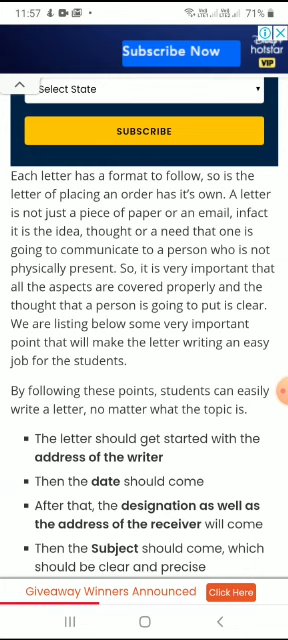 11:57 71%
Subscribe Now
hotstar
VIP
Select State
SUBSCRIBE
Each letter has a format to follow, so is the
letter of placing an order has it's own. A letter
is not just a piece of paper or an email, infact
it is the idea, thought or a need that one is
going to communicate to a person who is not
physically present. So, it is very important that
all the aspects are covered properly and the
thought that a person is going to put is clear.
We are listing below some very important
point that will make the letter writing an easy
job for the students.
By following these points, students can easily
write a letter, no matter what the topic is.
▪ The letter should get started with the
address of the writer
▪ Then the date should come
▪ After that, the designation as well as
the address of the receiver will come
▪ Then the Subject should come, which
should be clear and precise
Giveaway Winners Announced Click Here